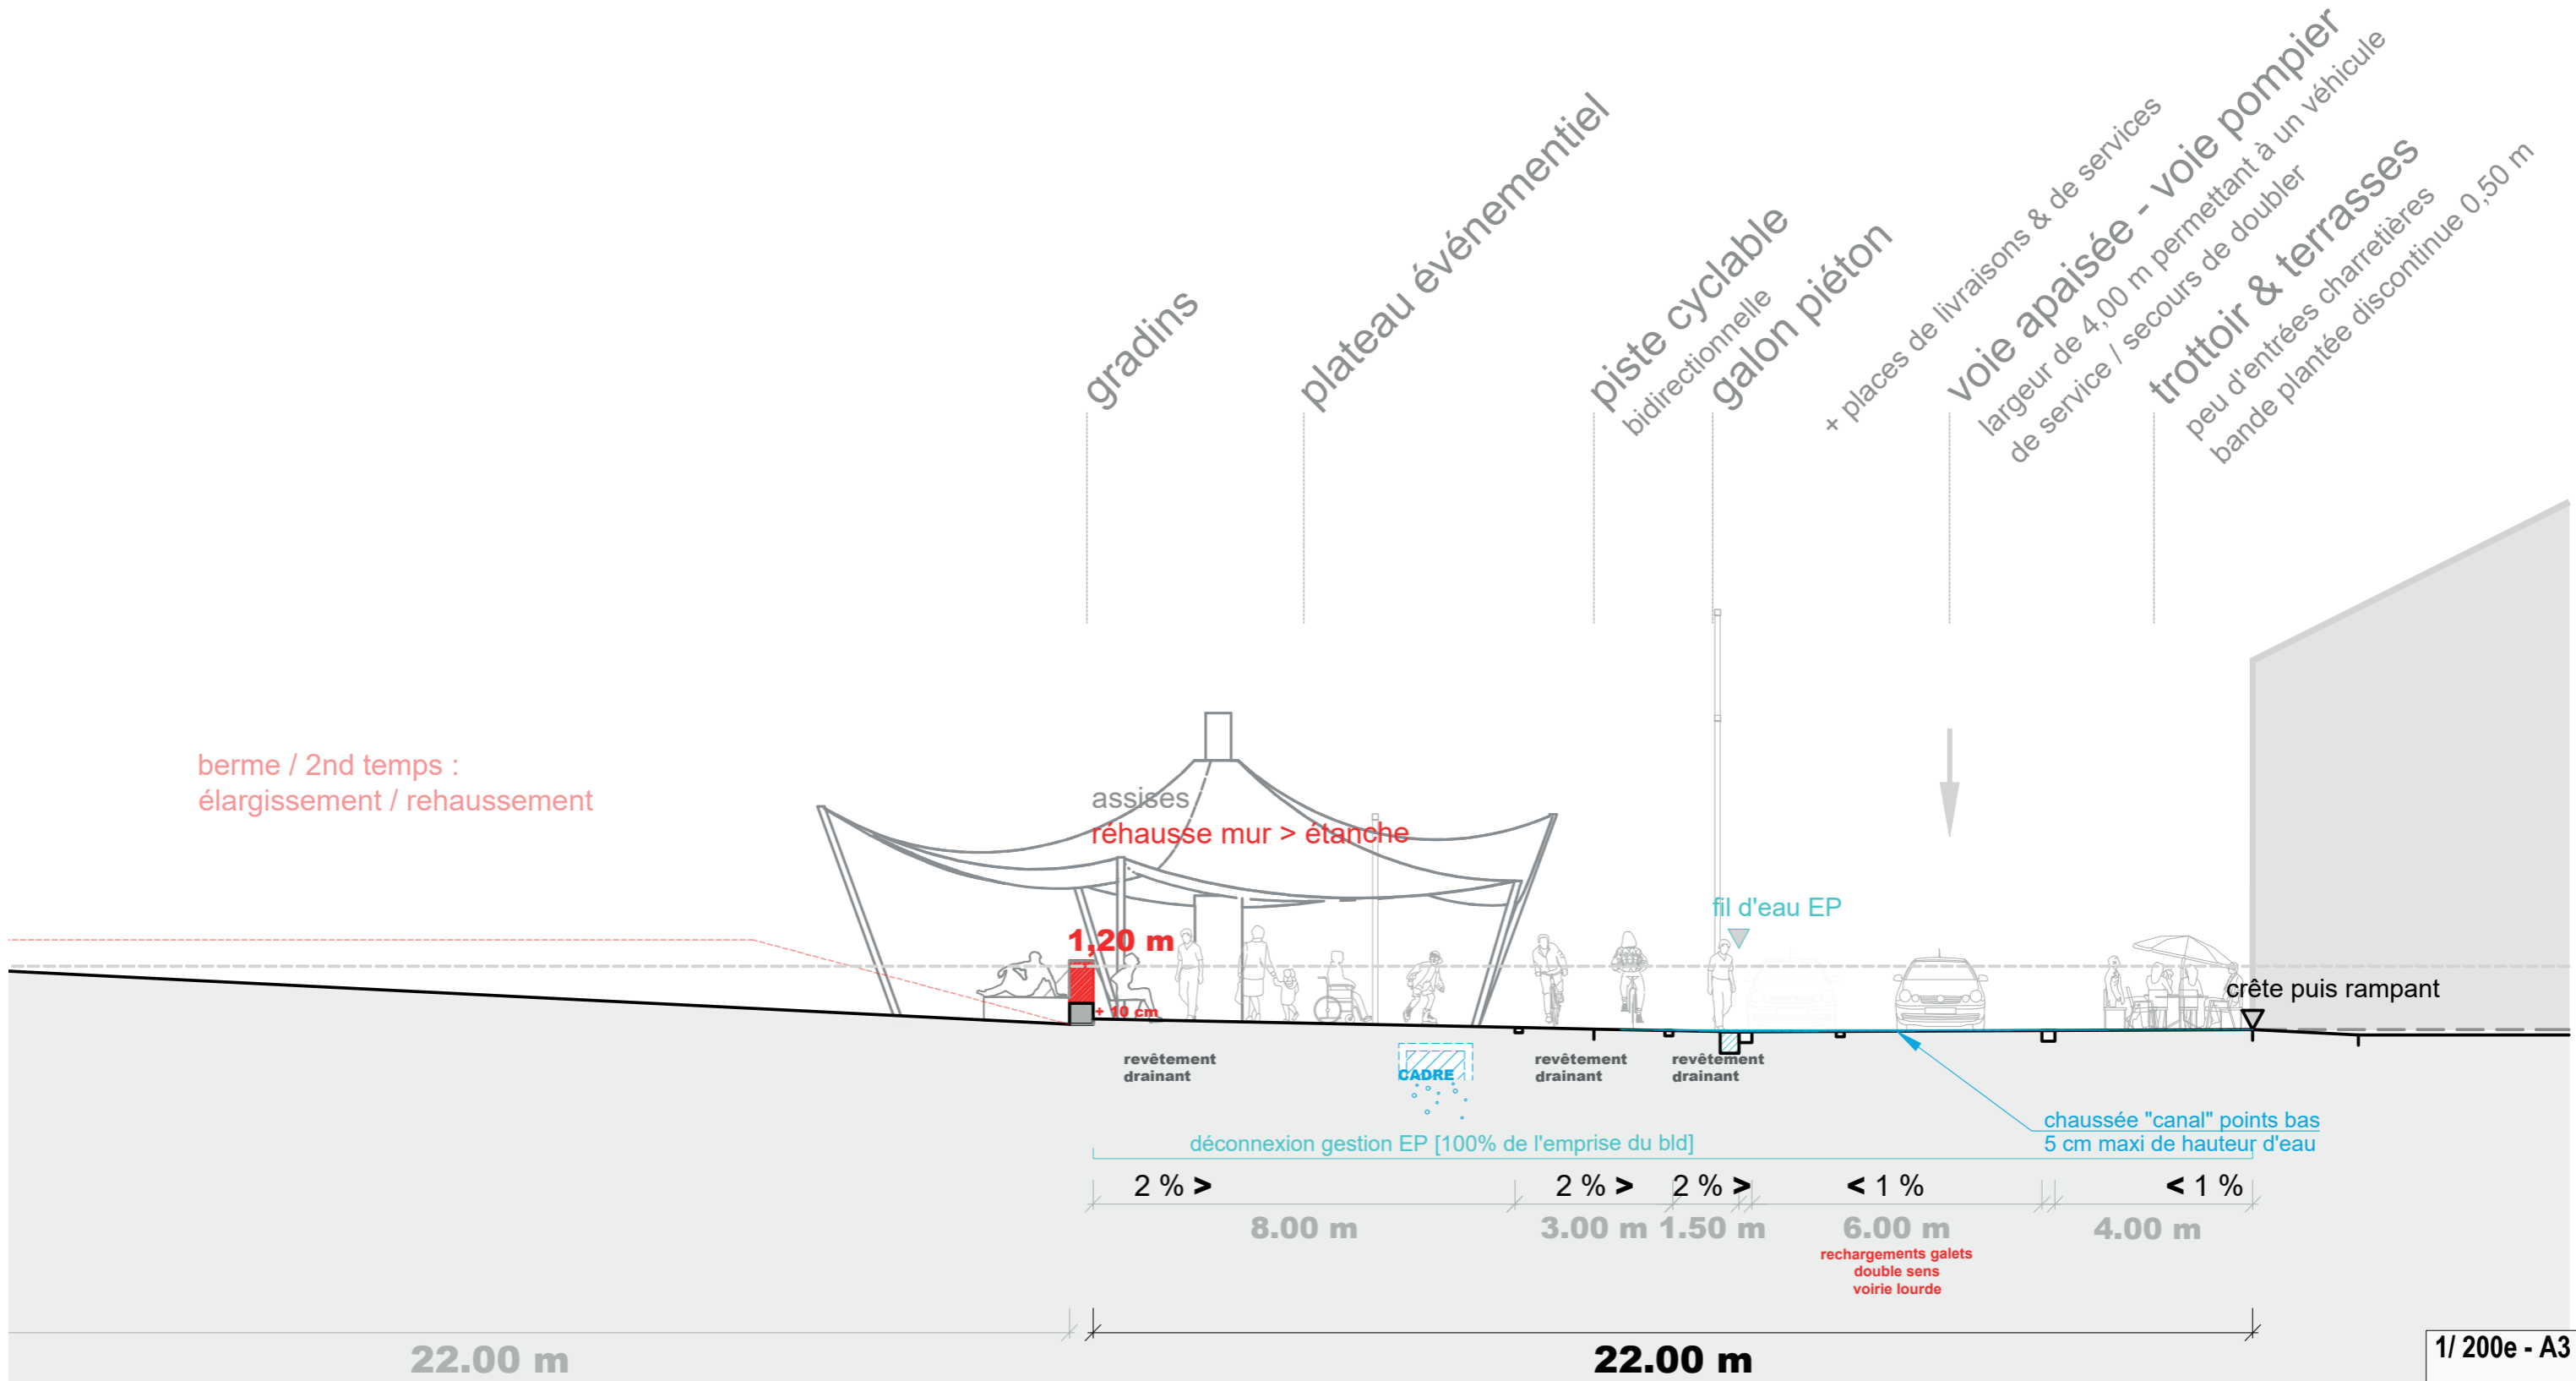 gradins
plateau événementiel
piste cyclable
bidirectionnelle
galon piéton
+ places de livraisons & de services
voie apaisée - voie pompier
largeur de 4,00 m permettant à un véhicule
de service / secours de doubler
trottoir & terrasses
peu d'entrées charretières
bande plantée discontinue 0,50 m
berme / 2nd temps :
élargissement / rehaussement
assises
réhausse mur > étanche
fil d'eau EP
1,20 m
+ 10 cm
crête puis rampant
revêtement
drainant
CADRE
revêtement
drainant
revêtement
drainant
chaussée "canal" points bas
5 cm maxi de hauteur d'eau
déconnexion gestion EP [100% de l'emprise du bld]
2 % >
2 % >
2 % >
< 1 %
< 1 %
8.00 m
3.00 m
1.50 m
6.00 m
4.00 m
rechargements galets
double sens
voirie lourde
22.00 m
22.00 m
1/ 200e - A3